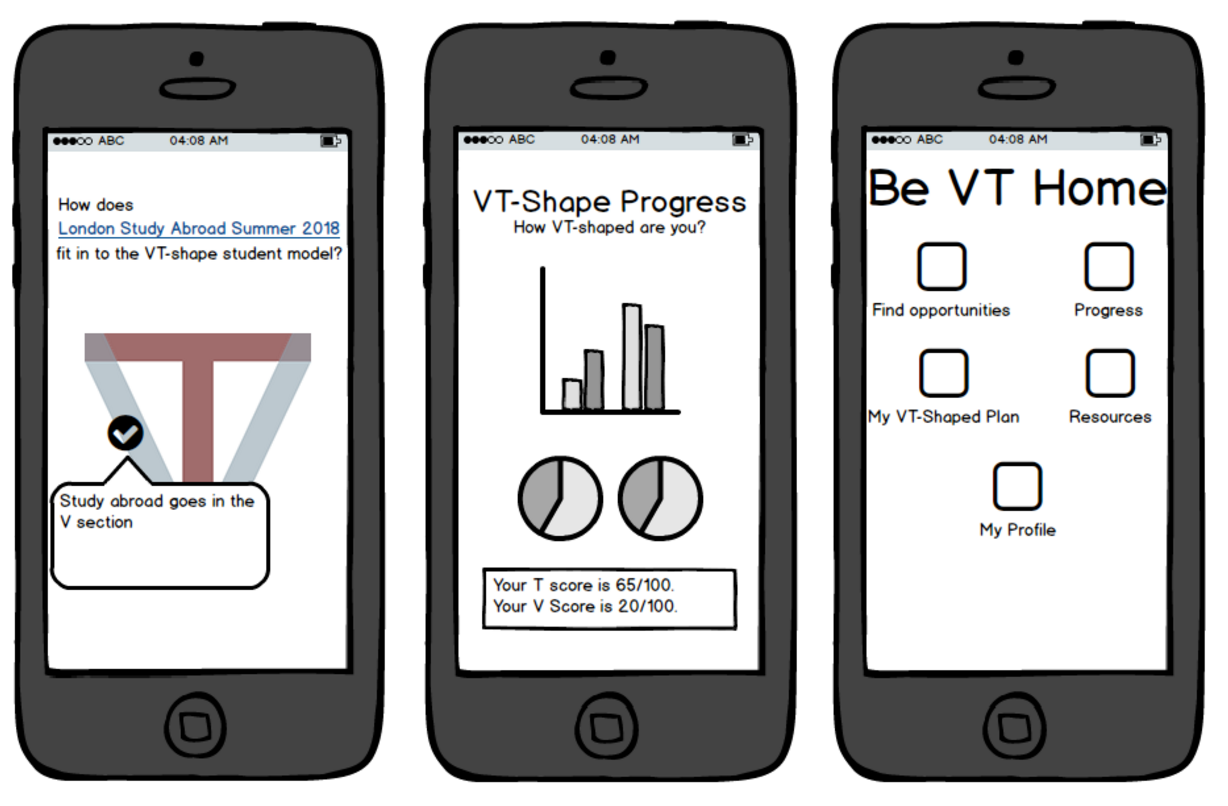 ABC 04:08 AM
How does
London Study Abroad Summer 2018
fit in to the VT-shape student model?
Study abroad goes in the
V section
ABC 04:08 AM
VT-Shape Progress
How VT-shaped are you?
Your T score is 65/100.
Your V Score is 20/100.
ABC 04:08 AM
Be VT Home
Find opportunities Progress
My VT-Shaped Plan Resources
My Profile